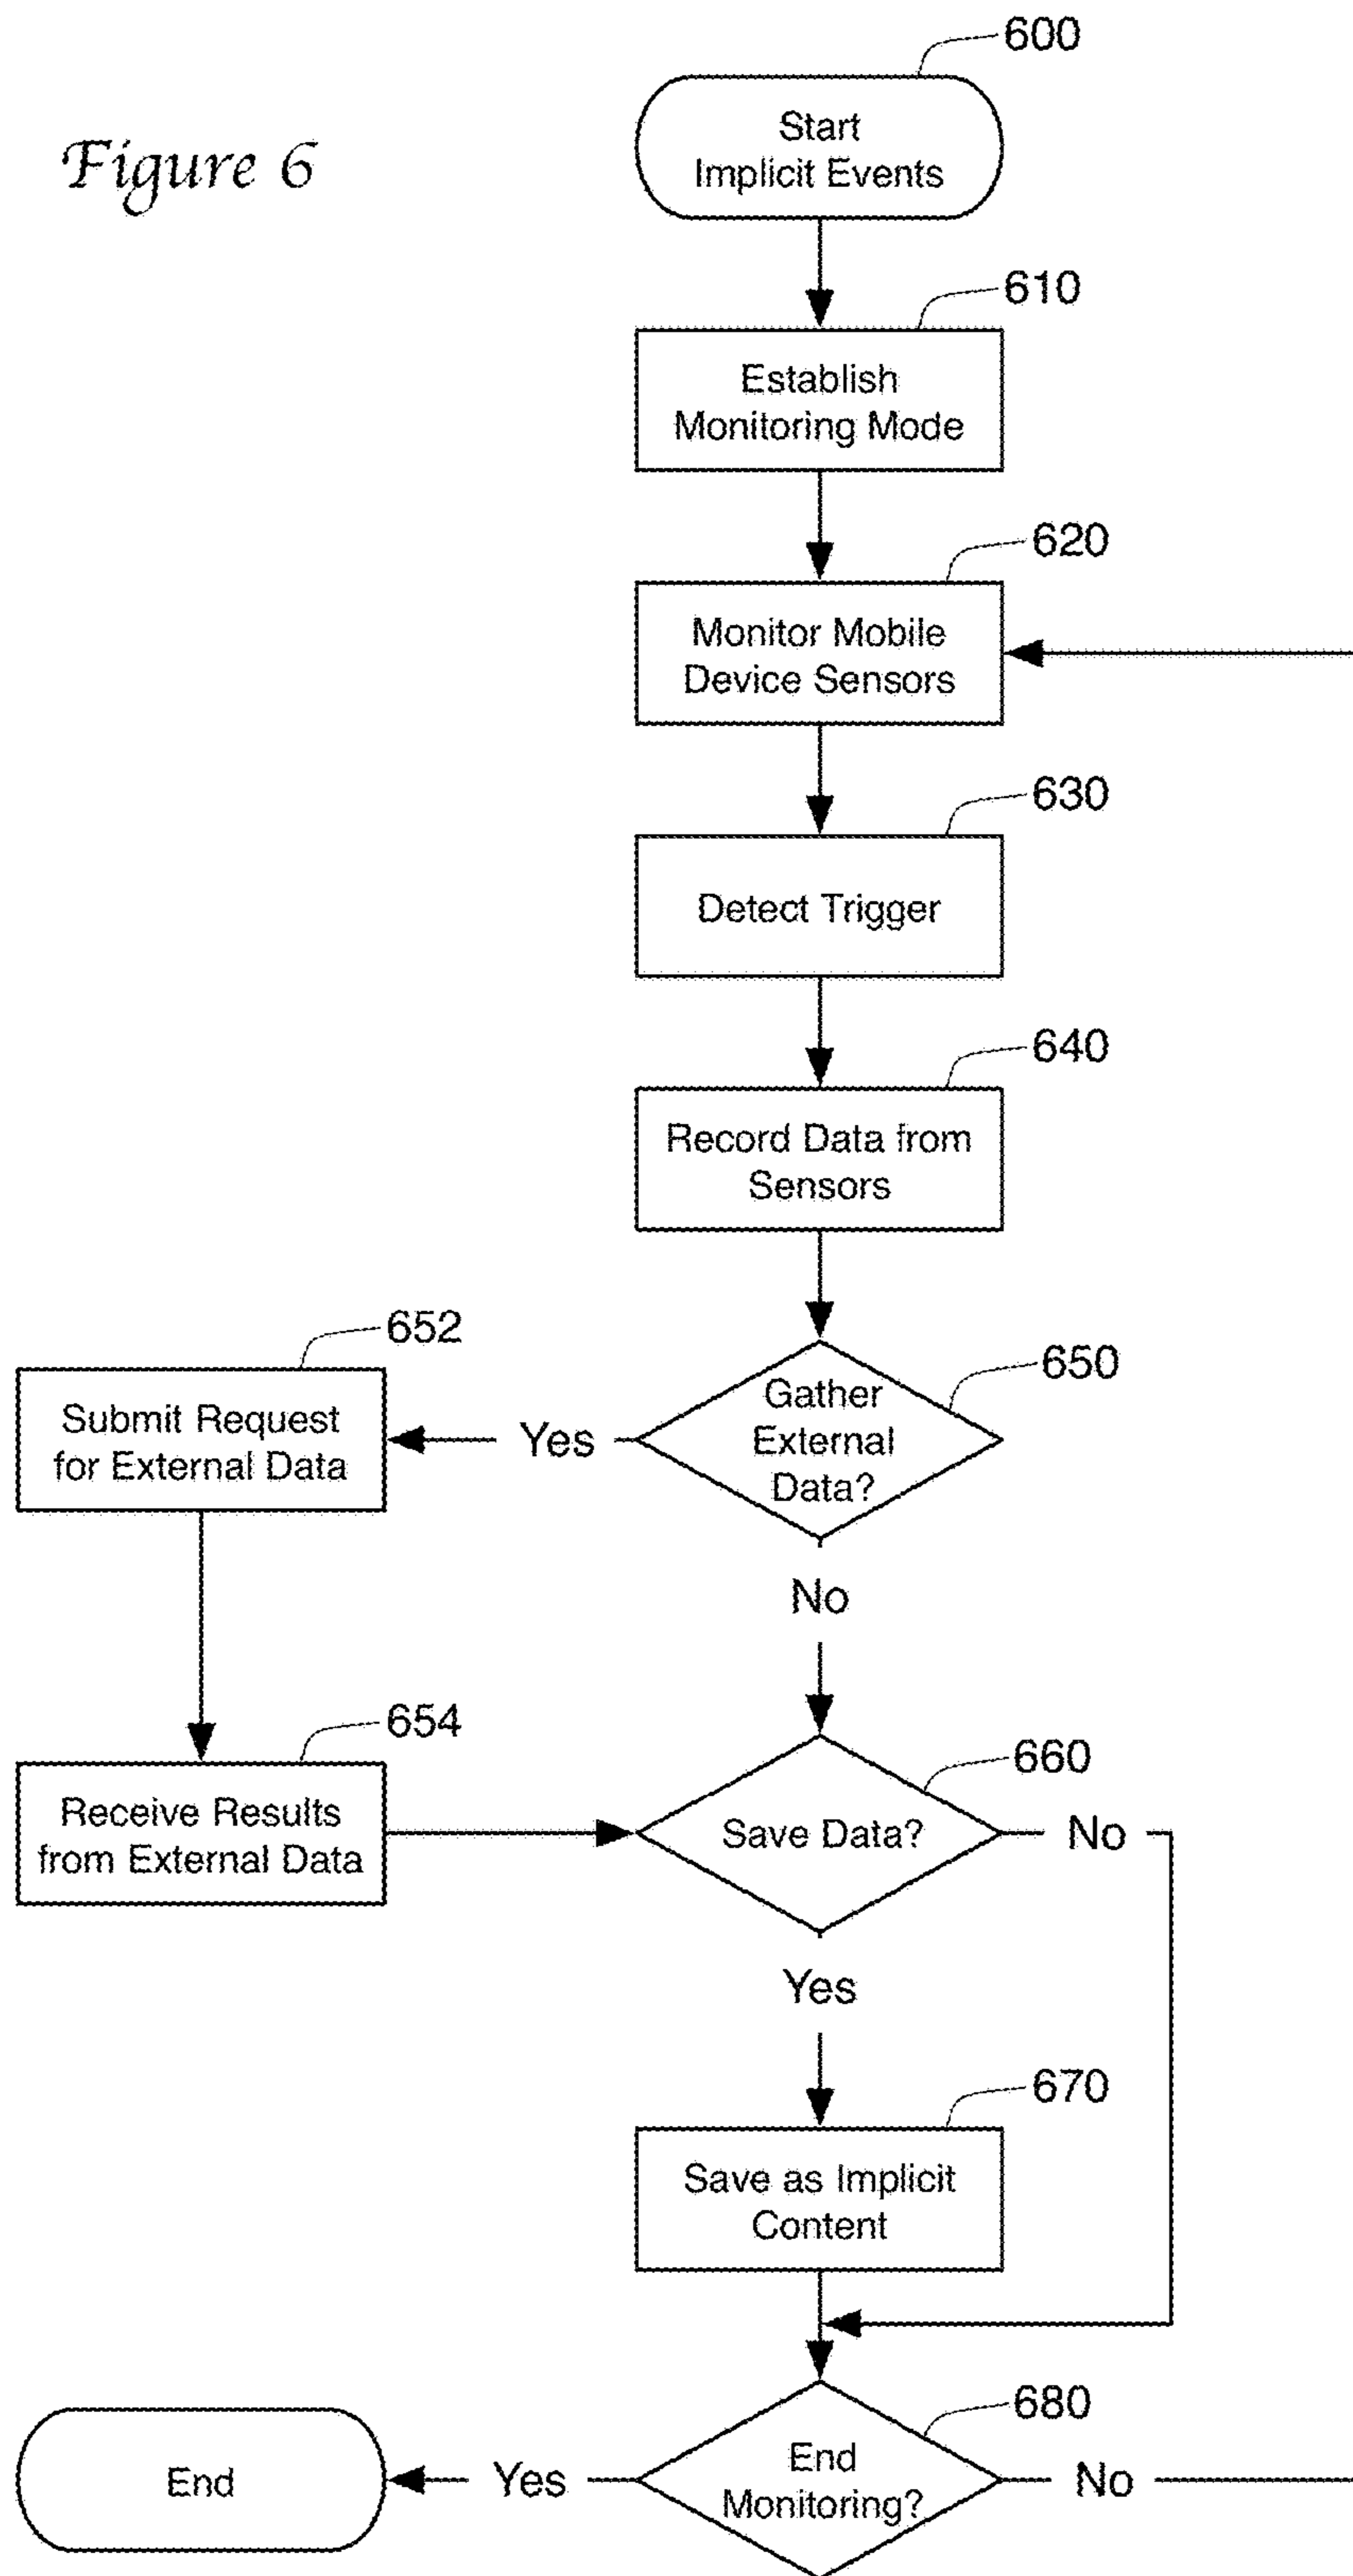 Figure 6
600
Start
Implicit Events
610
Establish
Monitoring Mode
620
Monitor Mobile
Device Sensors
630
Detect Trigger
640
Record Data from
Sensors
650
Gather
External
Data?
Yes
652
Submit Request
for External Data
No
654
Receive Results
from External Data
660
Save Data?
No
Yes
670
Save as Implicit
Content
680
End
Monitoring?
No
Yes
End